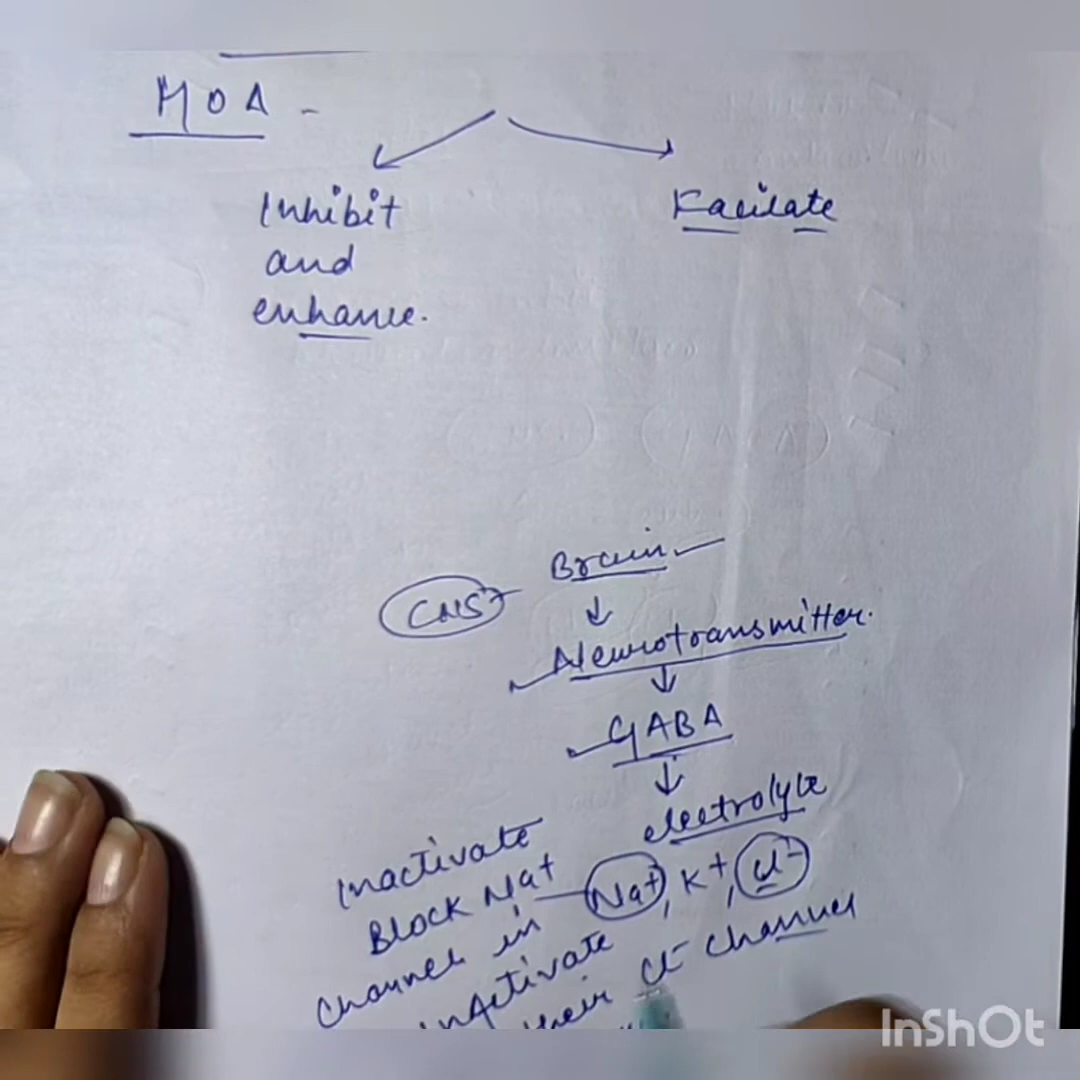 MOA -
Inhibit
and
enhance.
Facilate
Brain
CNS
Neurotransmitter.
GABA
electrolyte
Na+, K+, Cl-
Inactivate
Block Na+
channel in
Inactivate
their Cl- channel
InShOt